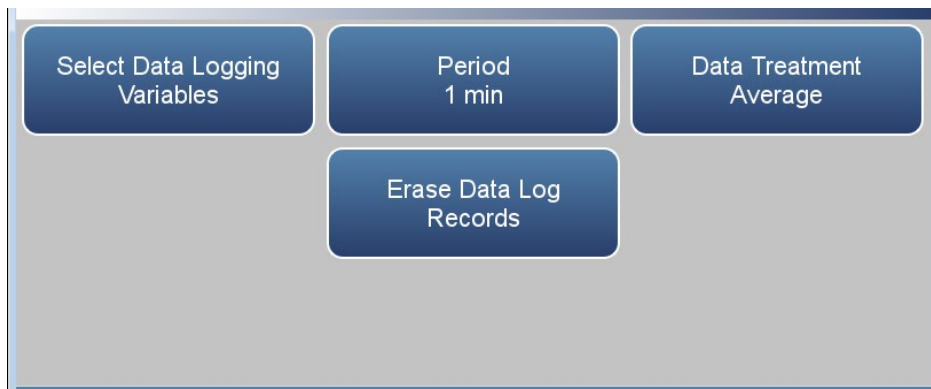 Select Data Logging
Variables
Period
1 min
Data Treatment
Average
Erase Data Log
Records